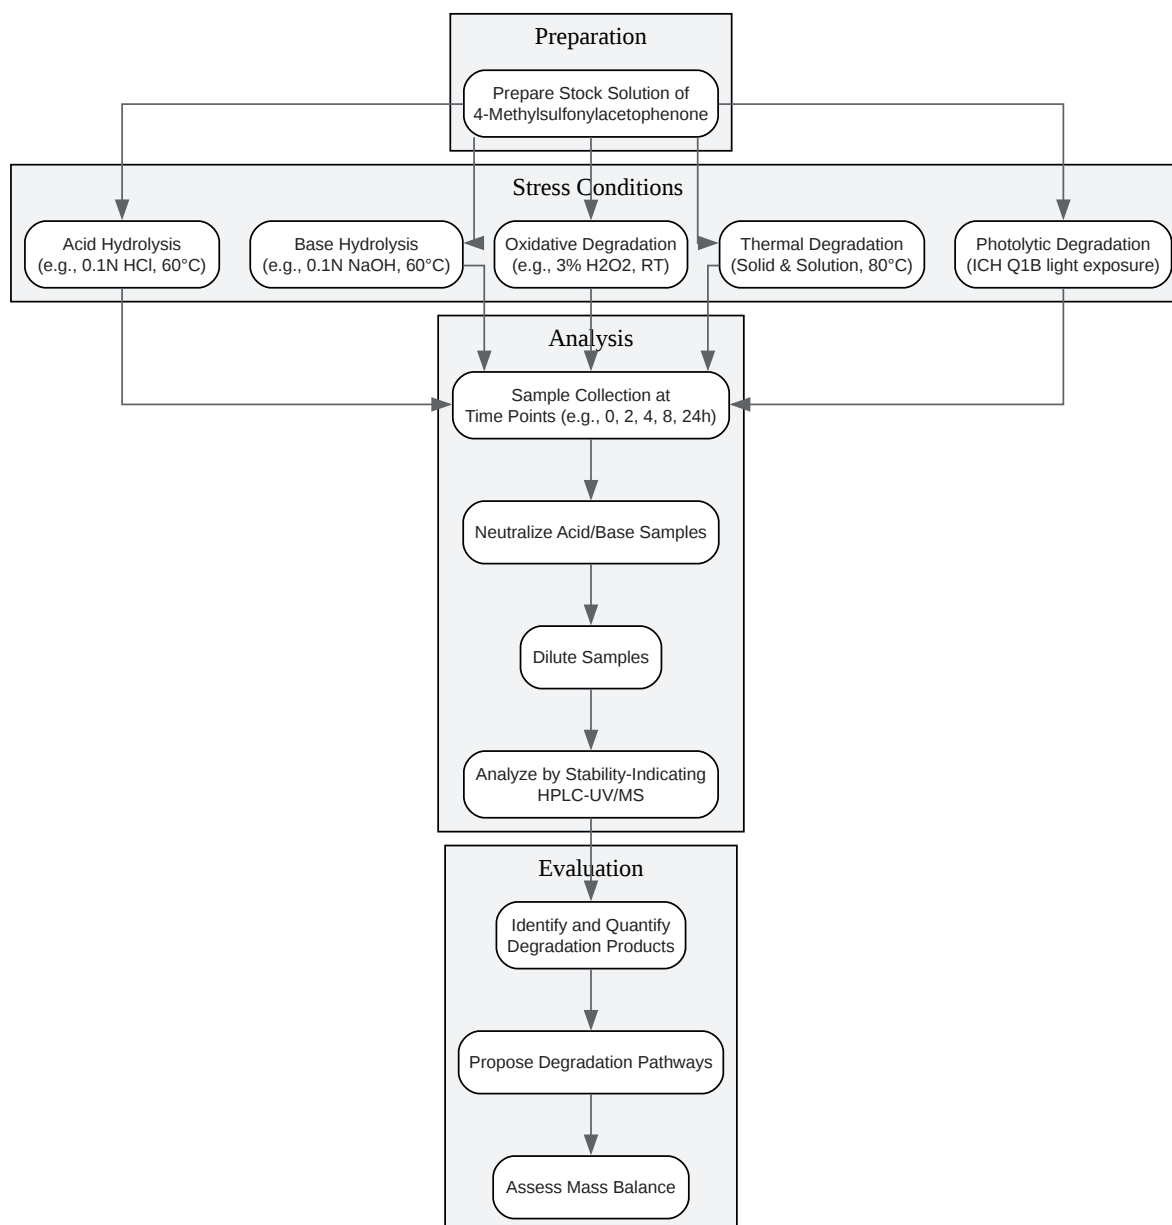 Preparation
Prepare Stock Solution of
4-Methylsulfonylacetophenone
Stress Conditions
Acid Hydrolysis
(e.g., 0.1N HCl, 60°C)
Base Hydrolysis
(e.g., 0.1N NaOH, 60°C)
Oxidative Degradation
(e.g., 3% H2O2, RT)
Thermal Degradation
(Solid & Solution, 80°C)
Photolytic Degradation
(ICH Q1B light exposure)
Analysis
Sample Collection at
Time Points (e.g., 0, 2, 4, 8, 24h)
Neutralize Acid/Base Samples
Dilute Samples
Analyze by Stability-Indicating
HPLC-UV/MS
Evaluation
Identify and Quantify
Degradation Products
Propose Degradation Pathways
Assess Mass Balance